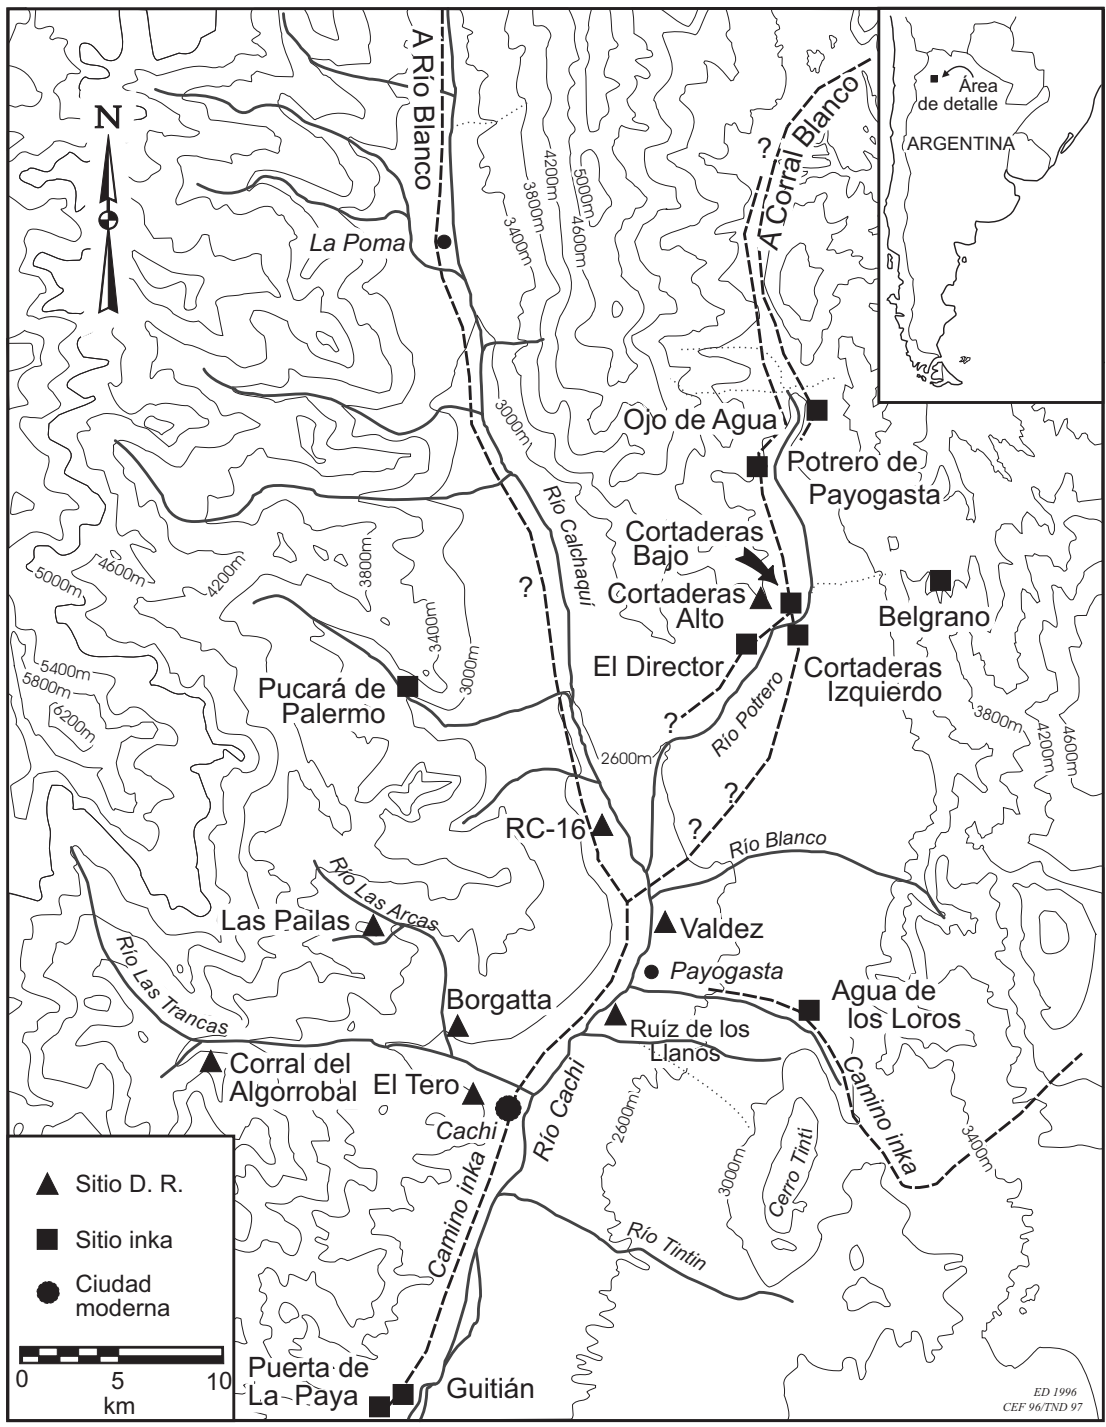 A Río Blanco
N
La Poma
3400m
3800m
4200m
4600m
5000m
?
A Corral Blanco
Área
de detalle
ARGENTINA
3000m
Ojo de Agua
Potrero de
Payogasta
Río Calchaquí
?
Cortaderas
Bajo
Cortaderas
Alto
Belgrano
El Director
Cortaderas
Izquierdo
5000m
4600m
4200m
3800m
3400m
3000m
5400m
5800m
6200m
Pucará de
Palermo
?
Río Potrero
2600m
3800m
4200m
4600m
?
?
RC-16
Río Blanco
Río Las Arcas
Las Pailas
Valdez
Río Las Trancas
Payogasta
Borgatta
Agua de
los Loros
Ruíz de los
Llanos
Corral del
Algorrobal
El Tero
Cachi
Río Cachi
2600m
3000m
Cerro Tinti
Camino inka
3400m
Camino inka
Río Tintin
Sitio D. R.
Sitio inka
Ciudad
moderna
0 5 10
km
Puerta de
La Paya
Guitián
ED 1996
CEF 96/TND 97